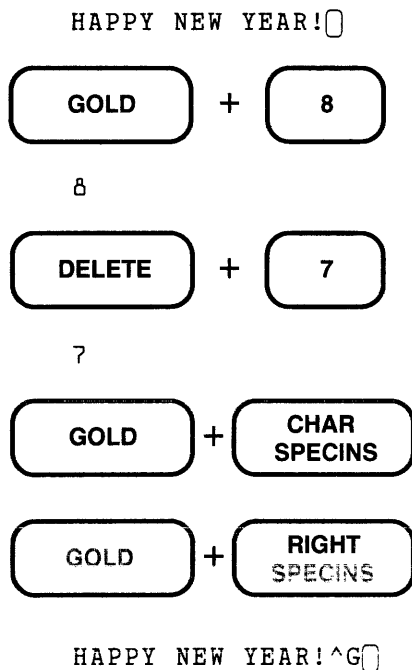 HAPPY NEW YEAR!
GOLD + 8
8
DELETE + 7
7
GOLD + CHAR SPECINS
GOLD + RIGHT SPECINS
HAPPY NEW YEAR!^G